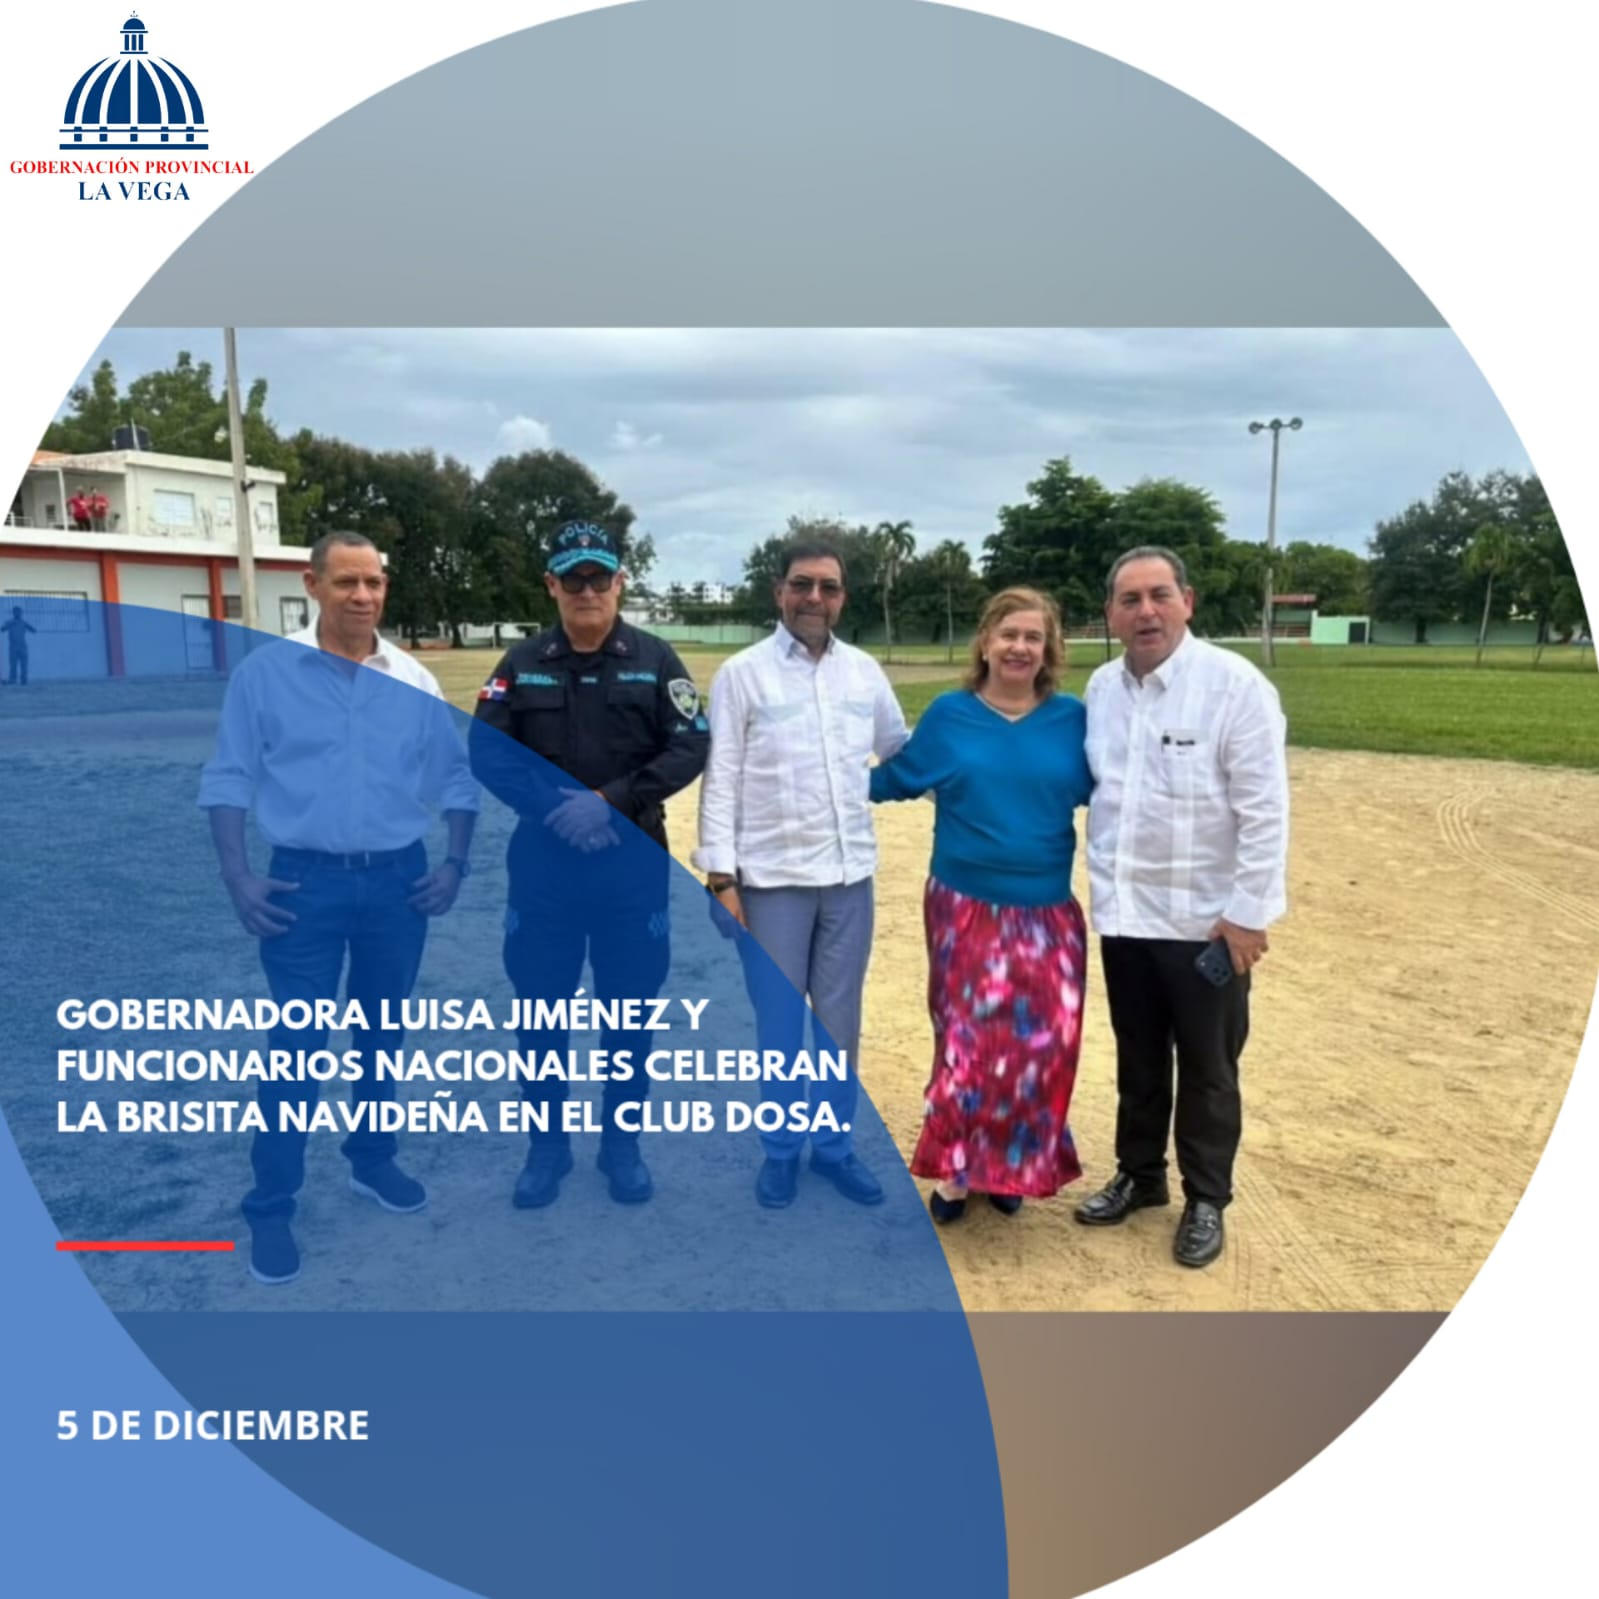 GOBERNACIÓN PROVINCIAL
LA VEGA
POLICIA
GOBERNADORA LUISA JIMÉNEZ Y
FUNCIONARIOS NACIONALES CELEBRAN
LA BRISITA NAVIDEÑA EN EL CLUB DOSA.
5 DE DICIEMBRE